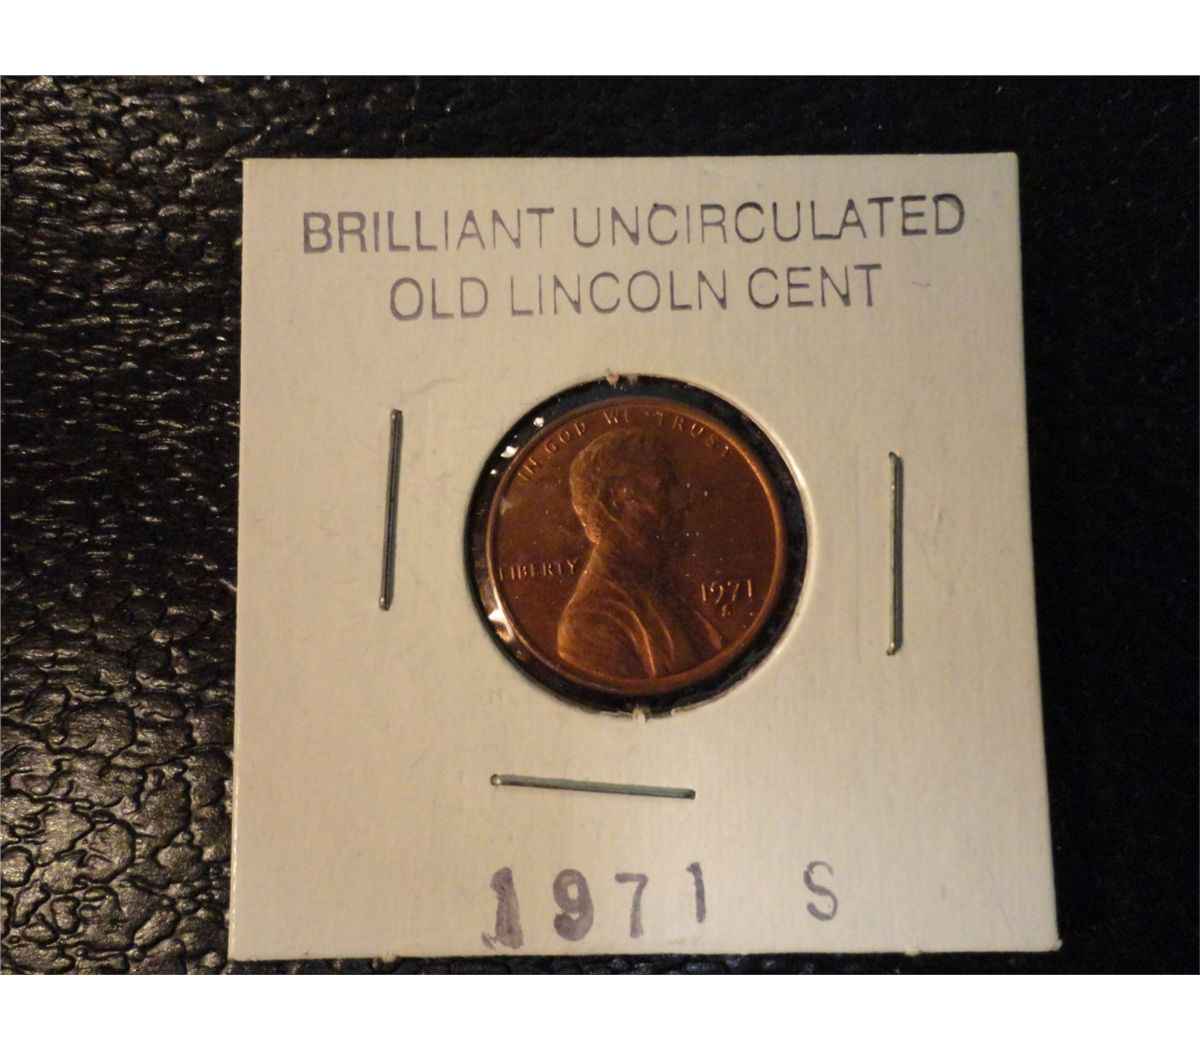 BRILLIANT UNCIRCULATED
OLD LINCOLN CENT
IN GOD WE TRUST
LIBERTY
1971
S
1971 S